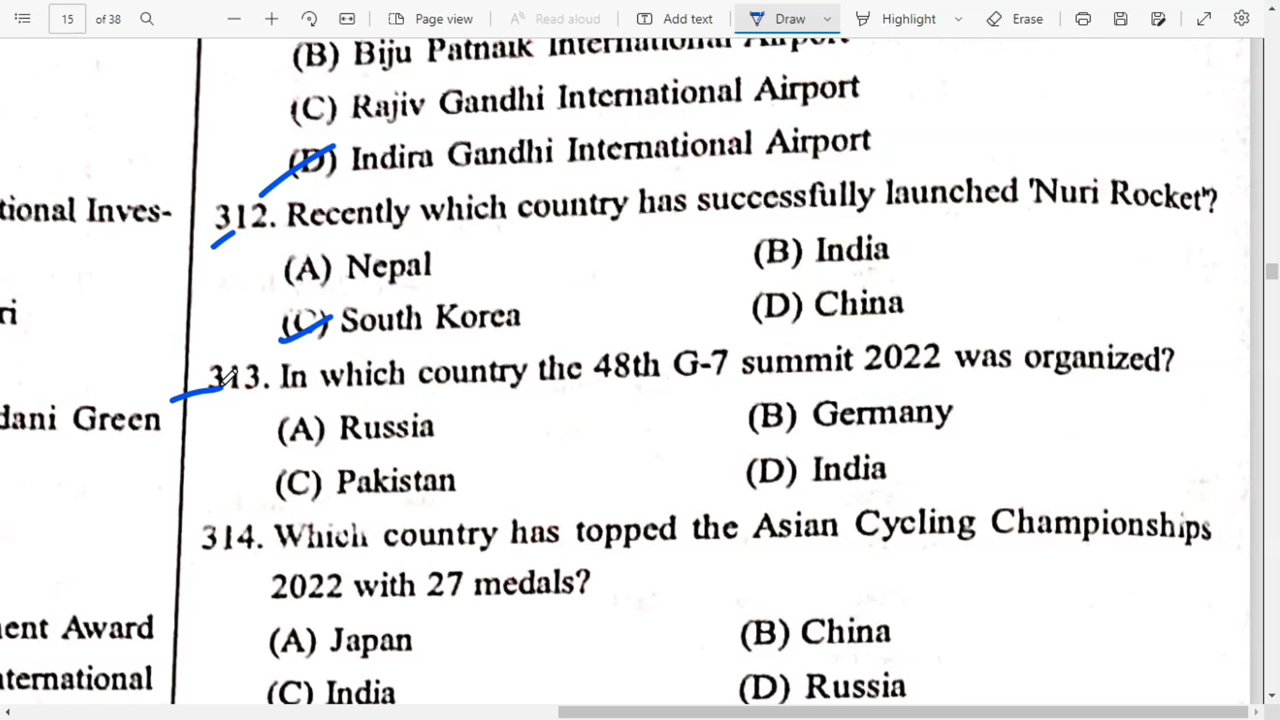 15 of 38 Page view Read aloud Add text Draw Highlight Erase
(B) Biju Patnaik International Airport
(C) Rajiv Gandhi International Airport
(D) Indira Gandhi International Airport
tional Inves-
312. Recently which country has successfully launched 'Nuri Rocket'?
(A) Nepal (B) India
ri
(C) South Korea (D) China
313. In which country the 48th G-7 summit 2022 was organized?
dani Green
(A) Russia (B) Germany
(C) Pakistan (D) India
314. Which country has topped the Asian Cycling Championships
2022 with 27 medals?
ent Award
(A) Japan (B) China
ternational
(C) India (D) Russia